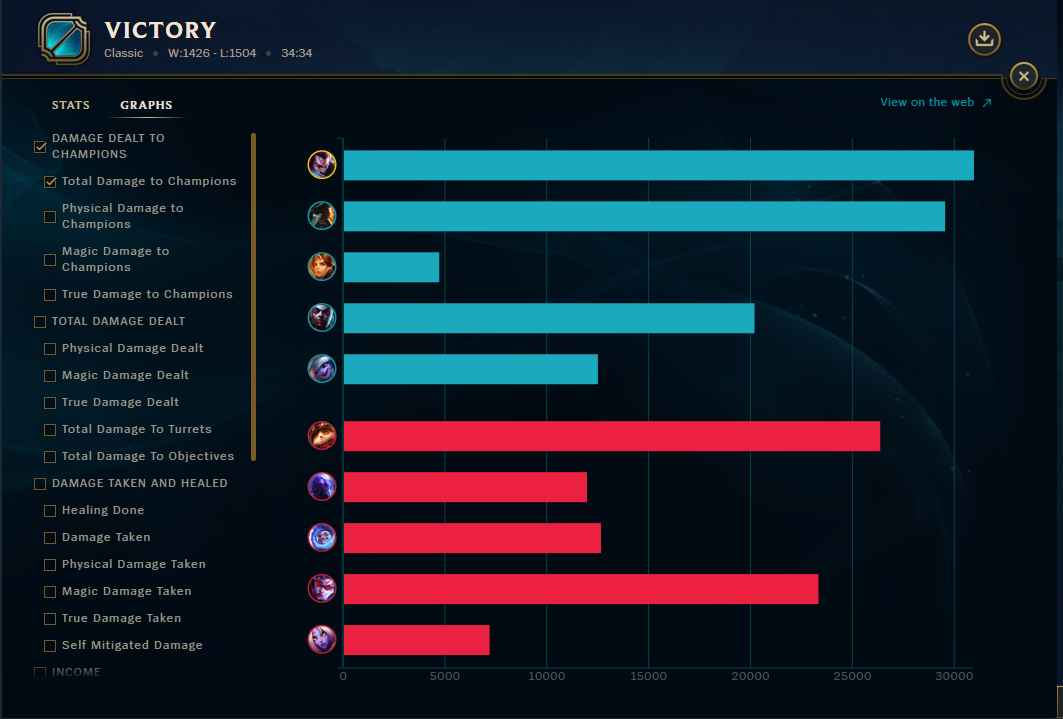 VICTORY
Classic • W:1426 - L:1504 • 34:34
STATS GRAPHS
View on the web ↗
DAMAGE DEALT TO
CHAMPIONS
Total Damage to Champions
Physical Damage to
Champions
Magic Damage to
Champions
True Damage to Champions
TOTAL DAMAGE DEALT
Physical Damage Dealt
Magic Damage Dealt
True Damage Dealt
Total Damage To Turrets
Total Damage To Objectives
DAMAGE TAKEN AND HEALED
Healing Done
Damage Taken
Physical Damage Taken
Magic Damage Taken
True Damage Taken
Self Mitigated Damage
INCOME
0 5000 10000 15000 20000 25000 30000